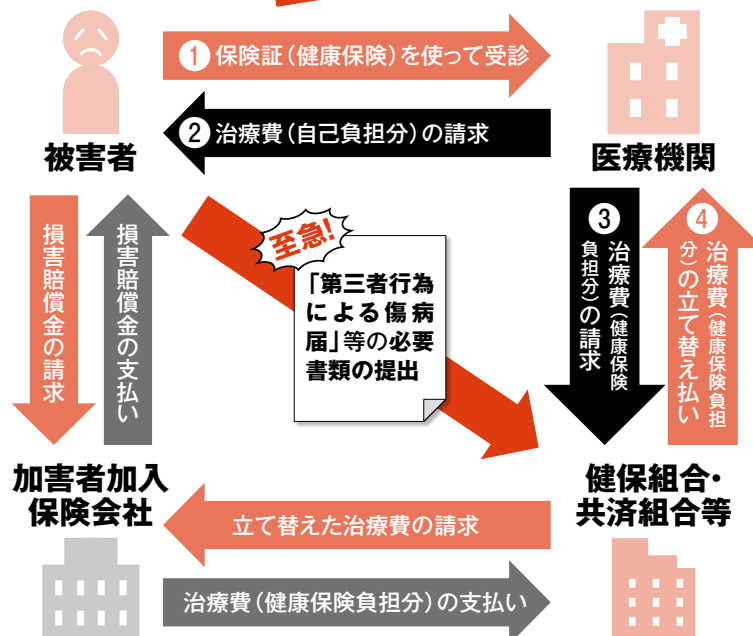 ① 保険証（健康保険）を使って受診
② 治療費（自己負担分）の請求
被害者
医療機関
損害賠償金の請求
損害賠償金の支払い
至急!
「第三者行為
による傷病
届」等の必要
書類の提出
③ 治療費（健康保険
負担分）の請求
④ 治療費（健康保険負担
分）の立て替え払い
加害者加入
保険会社
健保組合・
共済組合等
立て替えた治療費の請求
治療費（健康保険負担分）の支払い